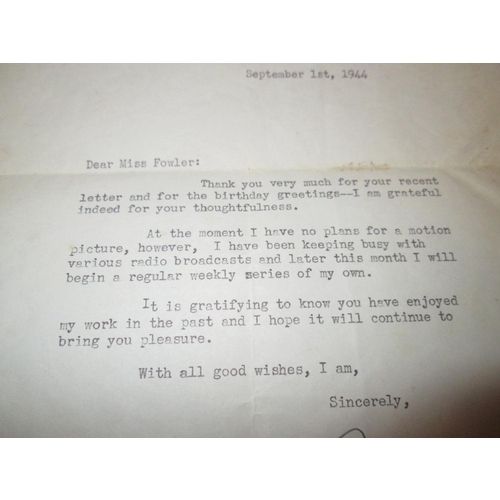 September 1st, 1944
Dear Miss Fowler:
Thank you very much for your recent
letter and for the birthday greetings--I am grateful
indeed for your thoughtfulness.
At the moment I have no plans for a motion
picture, however, I have been keeping busy with
various radio broadcasts and later this month I will
begin a regular weekly series of my own.
It is gratifying to know you have enjoyed
my work in the past and I hope it will continue to
bring you pleasure.
With all good wishes, I am,
Sincerely,